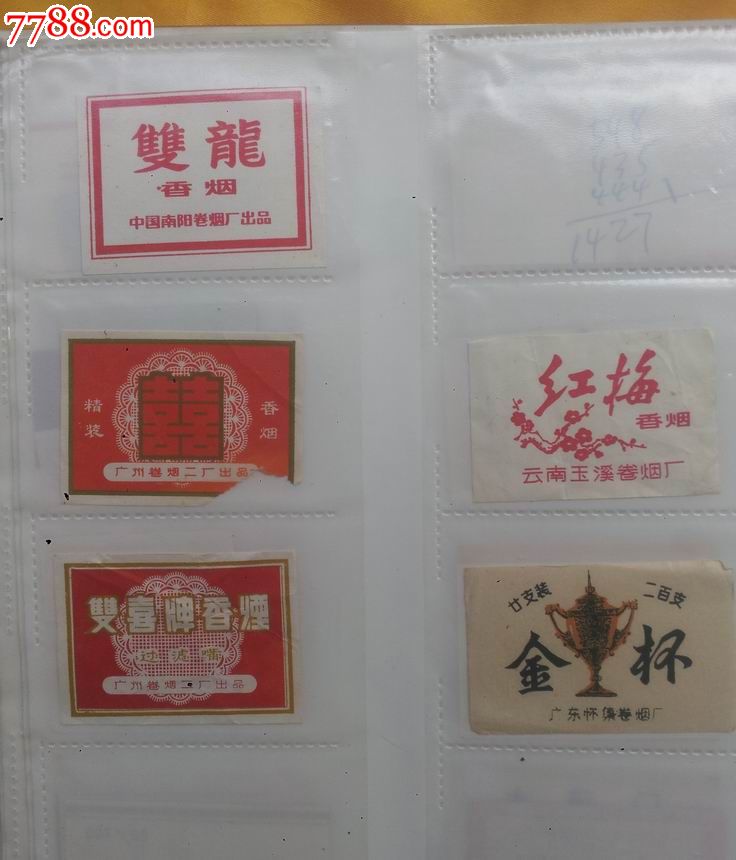 7788.com
雙龍
香烟
中国南阳卷烟厂出品
435
444
1427
精装
囍
香烟
广州卷烟二厂出品
红梅
香烟
云南玉溪卷烟厂
雙喜牌香煙
过滤嘴
广州卷烟二厂出品
廿支装
二百支
金杯
广东怀集卷烟厂